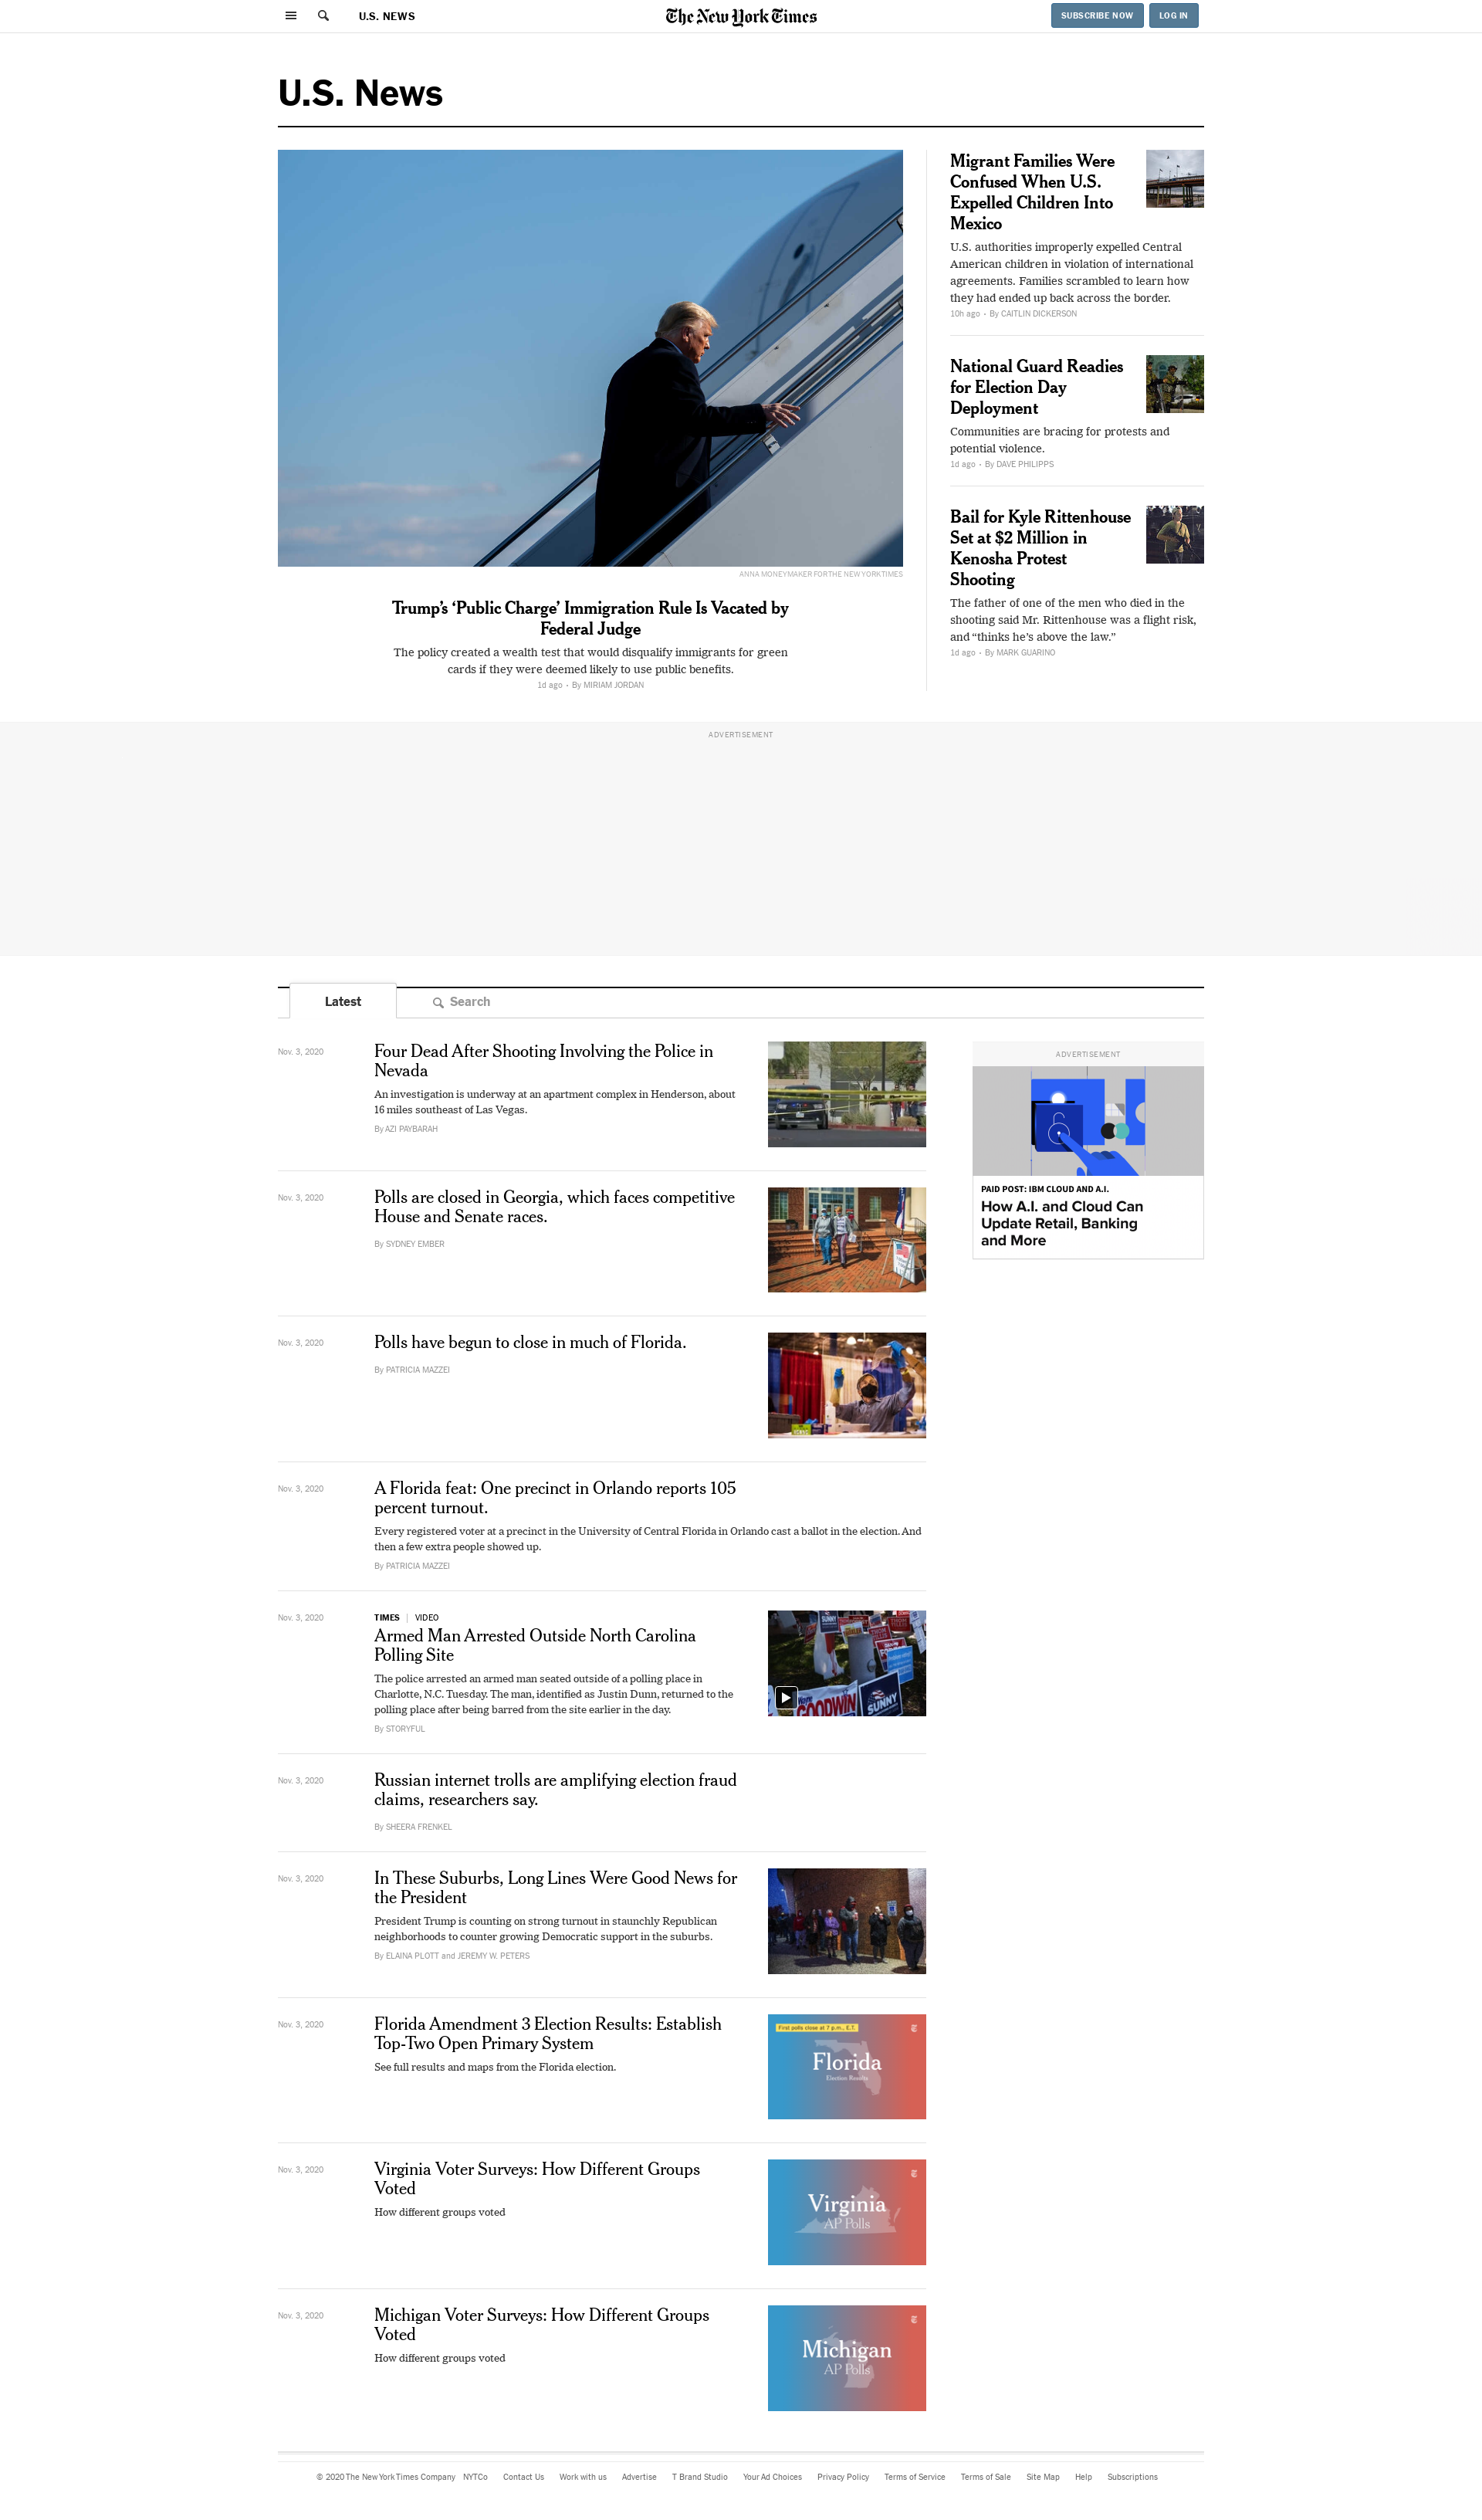 U.S. NEWS
The New York Times
SUBSCRIBE NOW
LOG IN
U.S. News
ANNA MONEYMAKER FOR THE NEW YORK TIMES
Trump’s ‘Public Charge’ Immigration Rule Is Vacated by
Federal Judge
The policy created a wealth test that would disqualify immigrants for green
cards if they were deemed likely to use public benefits.
1d ago • By MIRIAM JORDAN
Migrant Families Were
Confused When U.S.
Expelled Children Into
Mexico
U.S. authorities improperly expelled Central
American children in violation of international
agreements. Families scrambled to learn how
they had ended up back across the border.
10h ago • By CAITLIN DICKERSON
National Guard Readies
for Election Day
Deployment
Communities are bracing for protests and
potential violence.
1d ago • By DAVE PHILIPPS
Bail for Kyle Rittenhouse
Set at $2 Million in
Kenosha Protest
Shooting
The father of one of the men who died in the
shooting said Mr. Rittenhouse was a flight risk,
and “thinks he’s above the law.”
1d ago • By MARK GUARINO
ADVERTISEMENT
Latest
Search
Nov. 3, 2020
Four Dead After Shooting Involving the Police in
Nevada
An investigation is underway at an apartment complex in Henderson, about
16 miles southeast of Las Vegas.
By AZI PAYBARAH
ADVERTISEMENT
PAID POST: IBM CLOUD AND A.I.
How A.I. and Cloud Can
Update Retail, Banking
and More
Nov. 3, 2020
Polls are closed in Georgia, which faces competitive
House and Senate races.
By SYDNEY EMBER
Nov. 3, 2020
Polls have begun to close in much of Florida.
By PATRICIA MAZZEI
Nov. 3, 2020
A Florida feat: One precinct in Orlando reports 105
percent turnout.
Every registered voter at a precinct in the University of Central Florida in Orlando cast a ballot in the election. And
then a few extra people showed up.
By PATRICIA MAZZEI
Nov. 3, 2020
TIMES | VIDEO
Armed Man Arrested Outside North Carolina
Polling Site
The police arrested an armed man seated outside of a polling place in
Charlotte, N.C. Tuesday. The man, identified as Justin Dunn, returned to the
polling place after being barred from the site earlier in the day.
By STORYFUL
SUNNY
GOODWIN
SUNNY
Nov. 3, 2020
Russian internet trolls are amplifying election fraud
claims, researchers say.
By SHEERA FRENKEL
Nov. 3, 2020
In These Suburbs, Long Lines Were Good News for
the President
President Trump is counting on strong turnout in staunchly Republican
neighborhoods to counter growing Democratic support in the suburbs.
By ELAINA PLOTT and JEREMY W. PETERS
Nov. 3, 2020
Florida Amendment 3 Election Results: Establish
Top-Two Open Primary System
See full results and maps from the Florida election.
First polls close at 7 p.m., E.T.
Florida
Election Results
Nov. 3, 2020
Virginia Voter Surveys: How Different Groups
Voted
How different groups voted
Virginia
AP Polls
Nov. 3, 2020
Michigan Voter Surveys: How Different Groups
Voted
How different groups voted
Michigan
AP Polls
© 2020 The New York Times Company NYTCo Contact Us Work with us Advertise T Brand Studio Your Ad Choices Privacy Policy Terms of Service Terms of Sale Site Map Help Subscriptions